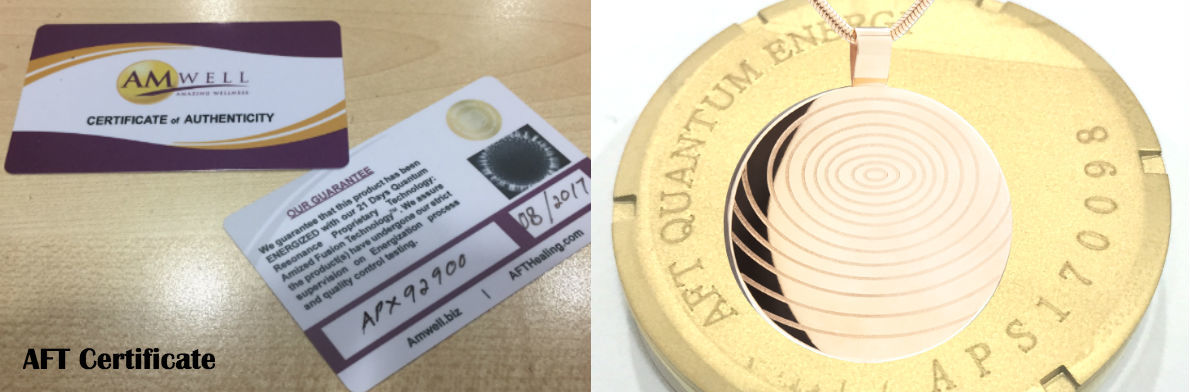 AMWELL
AMAZING WELLNESS
CERTIFICATE of AUTHENTICITY
OUR GUARANTEE
We guarantee that this product has been
ENERGIZED with our 21 Days Quantum
Resonance Proprietary Technology:
Amized Fusion Technology™. We assure
the product(s) have undergone our strict
supervision on Energization process
and quality control testing.
APX92900
08/2017
Amwell.biz | AFTHealing.com
AFT Certificate
AFT QUANTUM ENERGY
APS170098